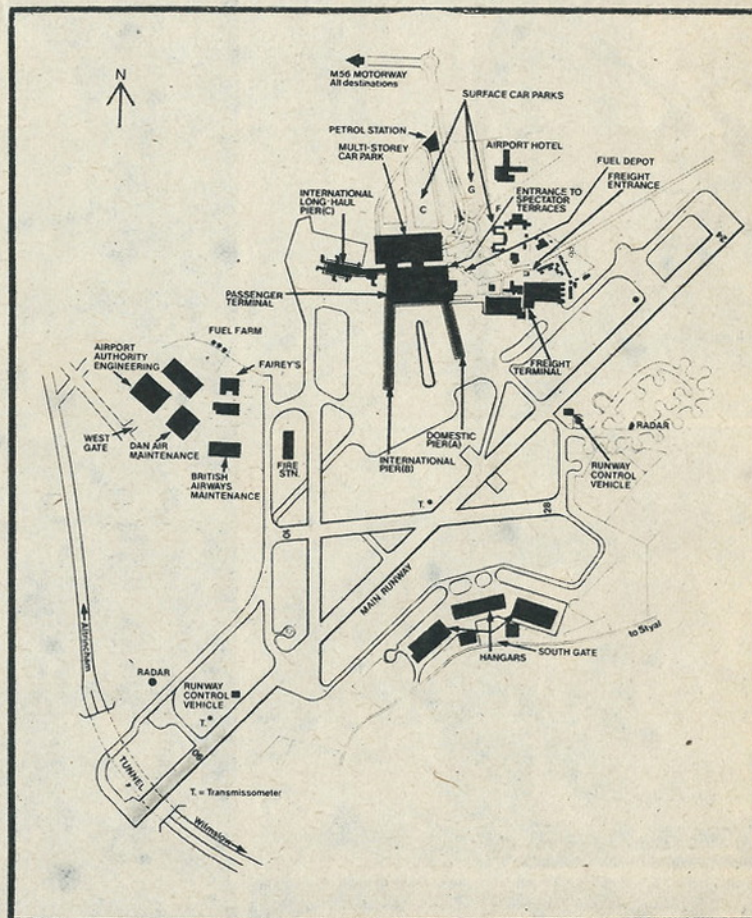 N
M56 MOTORWAY
All destinations
SURFACE CAR PARKS
PETROL STATION
MULTI-STOREY
CAR PARK
AIRPORT HOTEL
FUEL DEPOT
FREIGHT
ENTRANCE
INTERNATIONAL
LONG-HAUL
PIER(C)
C
G
F
ENTRANCE TO
SPECTATOR
TERRACES
24
PASSENGER
TERMINAL
FUEL FARM
AIRPORT
AUTHORITY
ENGINEERING
FAIREY'S
FREIGHT
TERMINAL
WEST
GATE
DAN AIR
MAINTENANCE
BRITISH
AIRWAYS
MAINTENANCE
FIRE
STN.
INTERNATIONAL
PIER(B)
DOMESTIC
PIER(A)
RADAR
RUNWAY
CONTROL
VEHICLE
T.
28
10
MAIN RUNWAY
to Styal
SOUTH GATE
HANGARS
Altrincham
RADAR
RUNWAY
CONTROL
VEHICLE
T.
06
TUNNEL
T. = Transmissometer
Wilmslow